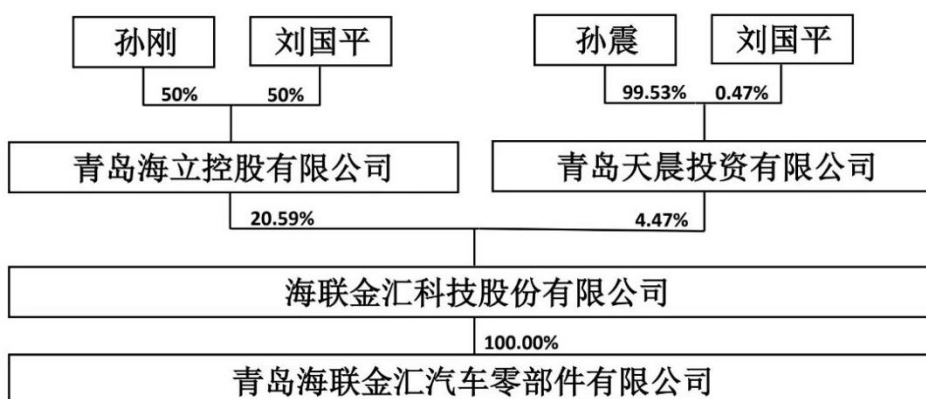 孙刚 刘国平 孙震 刘国平
50% 50% 99.53% 0.47%
青岛海立控股有限公司 青岛天晨投资有限公司
20.59% 4.47%
海联金汇科技股份有限公司
100.00%
青岛海联金汇汽车零部件有限公司